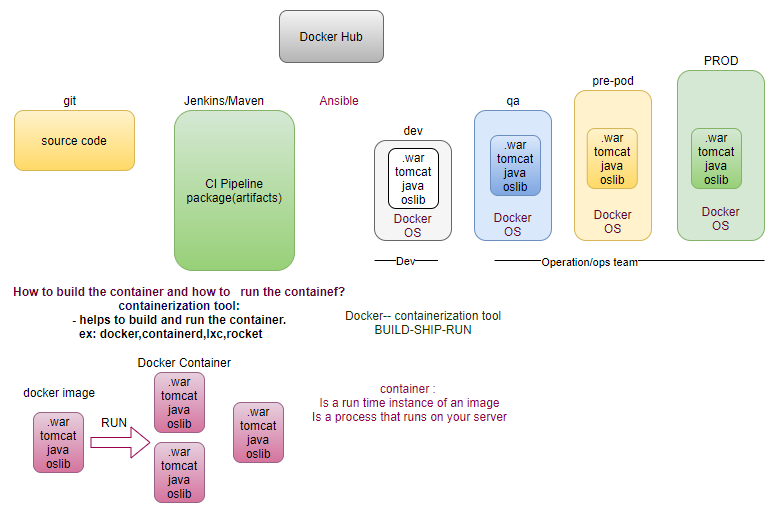 Docker Hub
PROD
pre-pod
git
Jenkins/Maven
Ansible
qa
dev
source code
CI Pipeline
package(artifacts)
.war
tomcat
java
oslib
Docker
OS
.war
tomcat
java
oslib
Docker
OS
.war
tomcat
java
oslib
Docker
OS
.war
tomcat
java
oslib
Docker
OS
Dev
Operation/ops team
How to build the container and how to run the containef?
containerization tool:
- helps to build and run the container.
ex: docker,containerd,lxc,rocket
Docker-- containerization tool
BUILD-SHIP-RUN
Docker Container
docker image
.war
tomcat
java
oslib
RUN
.war
tomcat
java
oslib
.war
tomcat
java
oslib
.war
tomcat
java
oslib
container :
Is a run time instance of an image
Is a process that runs on your server